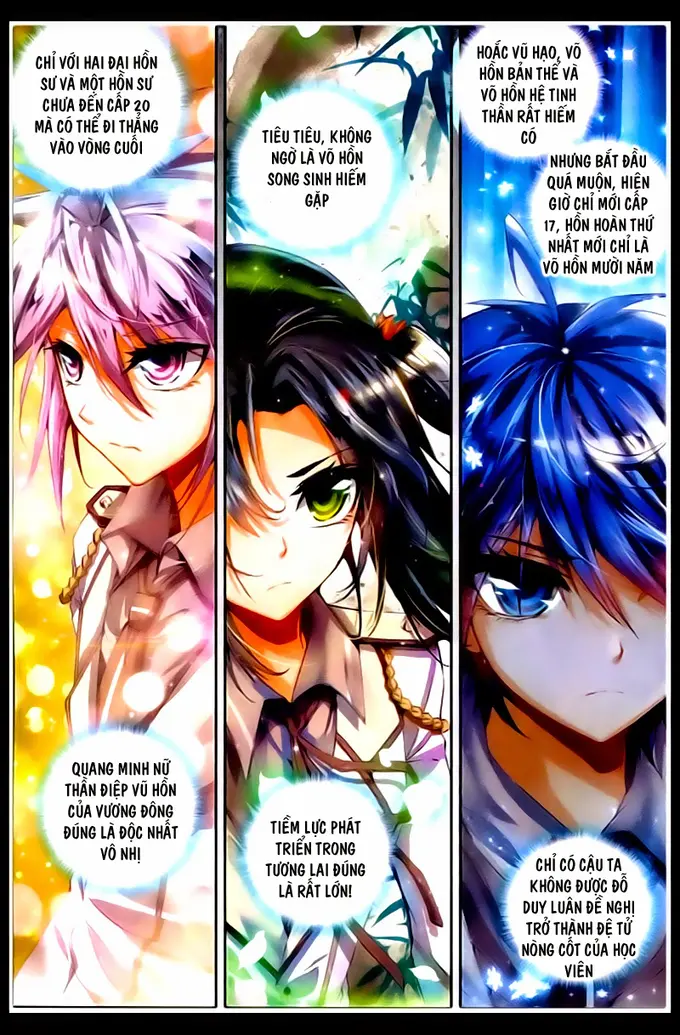 CHỈ VỚI HAI ĐẠI HỒN
SƯ VÀ MỘT HỒN SƯ
CHƯA ĐẾN CẤP 20
MÀ CÓ THỂ ĐI THẲNG
VÀO VÒNG CUỐI
QUANG MINH NỮ
THẦN ĐIỆP VŨ HỒN
CỦA VƯƠNG ĐÔNG
ĐÚNG LÀ ĐỘC NHẤT
VÔ NHỊ
TIÊU TIÊU, KHÔNG
NGỜ LÀ VÕ HỒN
SONG SINH HIẾM
GẶP
TIỀM LỰC PHÁT
TRIỂN TRONG
TƯƠNG LAI ĐÚNG
LÀ RẤT LỚN!
HOẮC VŨ HẠO, VÕ
HỒN BẢN THỂ VÀ
VÕ HỒN HỆ TINH
THẦN RẤT HIẾM
CÓ
NHƯNG BẮT ĐẦU
QUÁ MUỘN, HIỆN
GIỜ CHỈ MỚI CẤP
17, HỒN HOÀN THỨ
NHẤT MỚI CHỈ LÀ
VÕ HỒN MƯỜI NĂM
CHỈ CÓ CẬU TA
KHÔNG ĐƯỢC ĐỖ
DUY LUÂN ĐỀ NGHỊ
TRỞ THÀNH ĐỆ TỬ
NÒNG CỐT CỦA HỌC
VIÊN